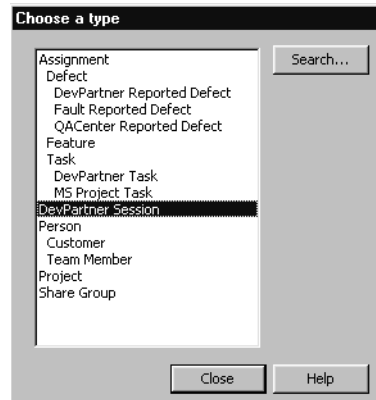 Choose a type
Assignment
Defect
DevPartner Reported Defect
Fault Reported Defect
QACenter Reported Defect
Feature
Task
DevPartner Task
MS Project Task
DevPartner Session
Person
Customer
Team Member
Project
Share Group
Search...
Close
Help